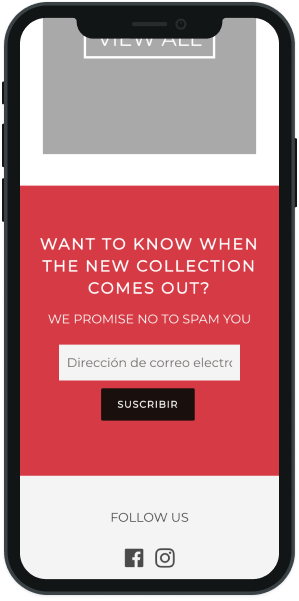 VIEW ALL
WANT TO KNOW WHEN
THE NEW COLLECTION
COMES OUT?
WE PROMISE NO TO SPAM YOU
Dirección de correo electró
SUSCRIBIR
FOLLOW US